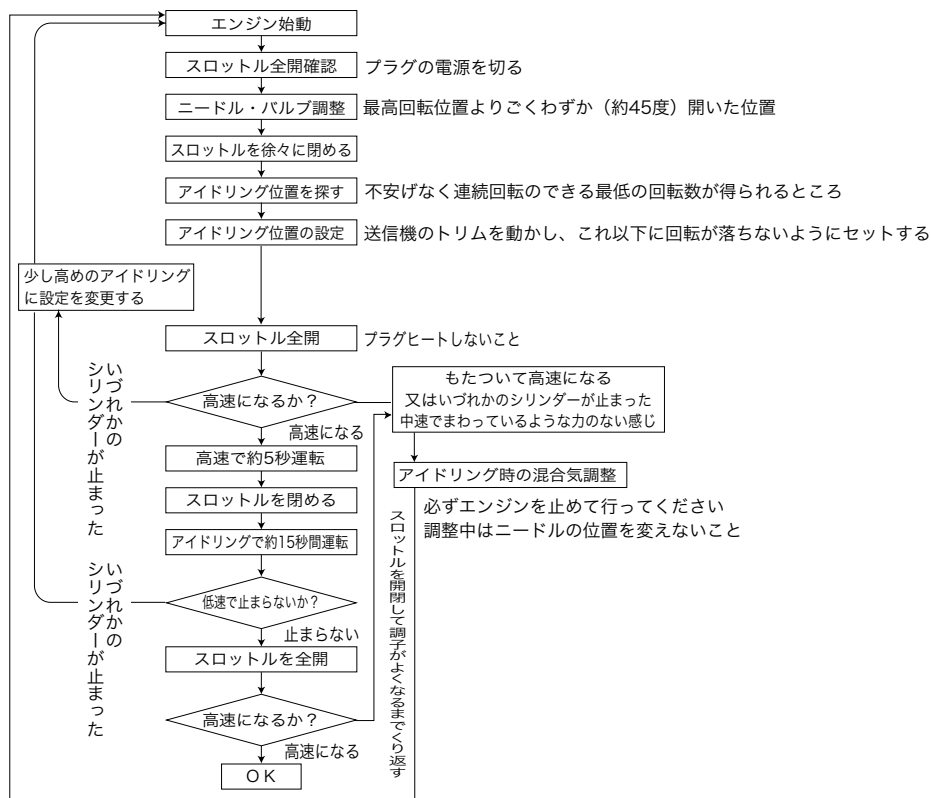 エンジン始動
スロットル全開確認 プラグの電源を切る
ニードル・バルブ調整 最高回転位置よりごくわずか（約45度）開いた位置
スロットルを徐々に閉める
アイドリング位置を探す 不安げなく連続回転のできる最低の回転数が得られるところ
アイドリング位置の設定 送信機のトリムを動かし、これ以下に回転が落ちないようにセットする
少し高めのアイドリング
に設定を変更する
スロットル全開 プラグヒートしないこと
いづれかの
シリンダーが止まった
高速になるか？
もたついて高速になる
又はいづれかのシリンダーが止まった
中速でまわっているような力のない感じ
高速になる
高速で約5秒運転
アイドリング時の混合気調整
必ずエンジンを止めて行ってください
調整中はニードルの位置を変えないこと
スロットルを閉める
アイドリングで約15秒間運転
スロットルを開閉して調子がよくなるまでくり返す
いづれかの
シリンダーが止まった
低速で止まらないか？
止まらない
スロットルを全開
高速になるか？
高速になる
ＯＫ